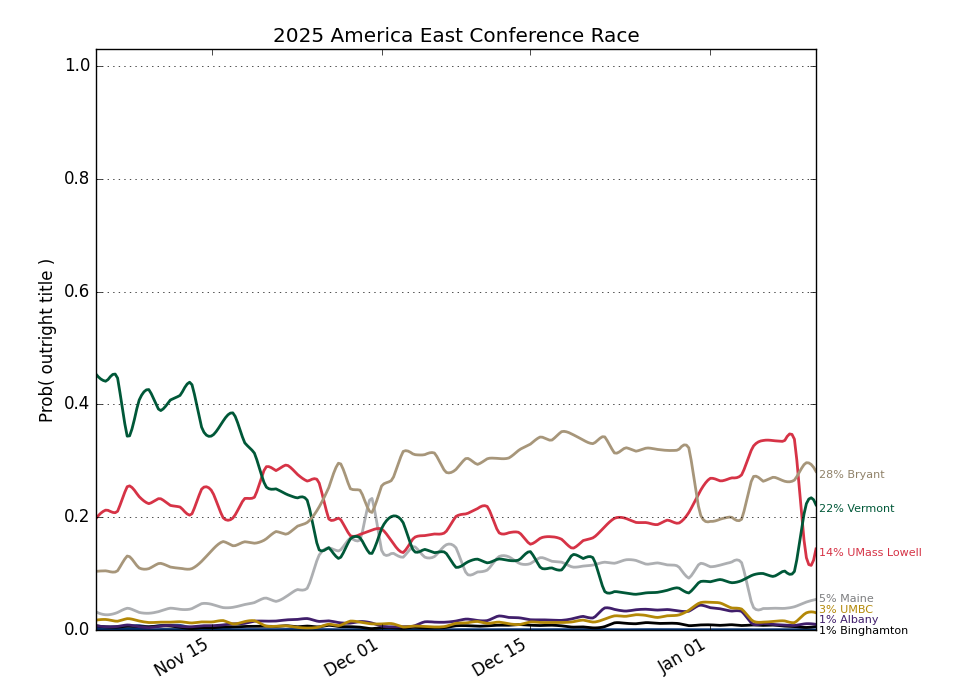 2025 America East Conference Race
Prob( outright title )
1.0
0.8
0.6
0.4
0.2
0.0
Nov 15
Dec 01
Dec 15
Jan 01
28% Bryant
22% Vermont
14% UMass Lowell
5% Maine
3% UMBC
1% Albany
1% Binghamton